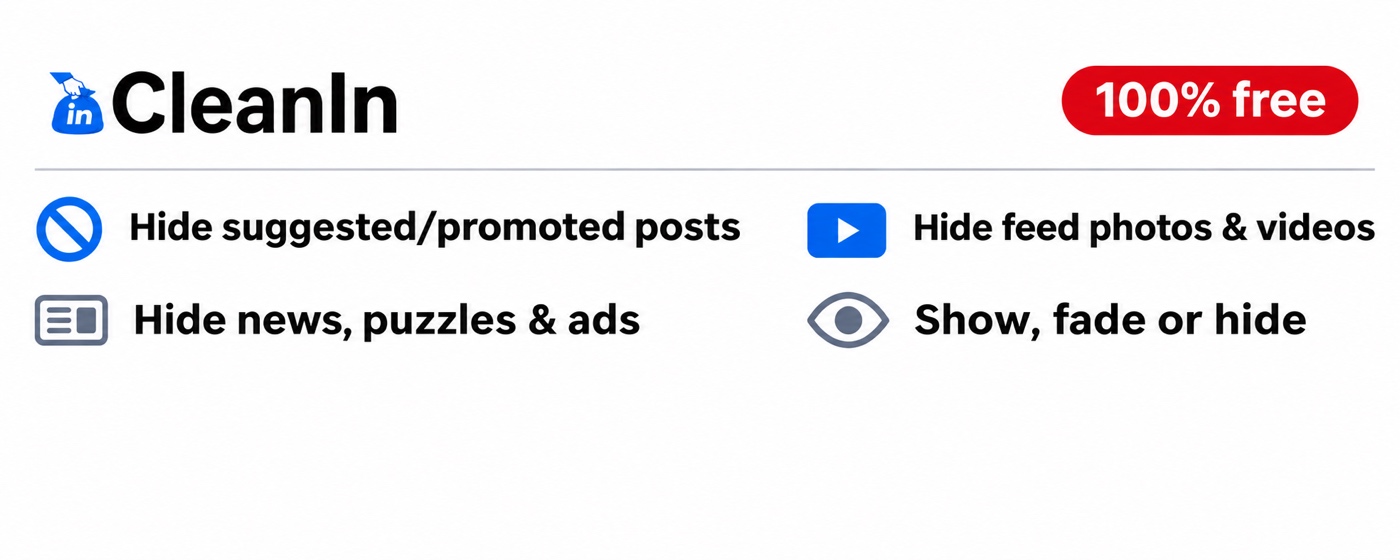 in CleanIn
100% free
Hide suggested/promoted posts
Hide feed photos & videos
Hide news, puzzles & ads
Show, fade or hide